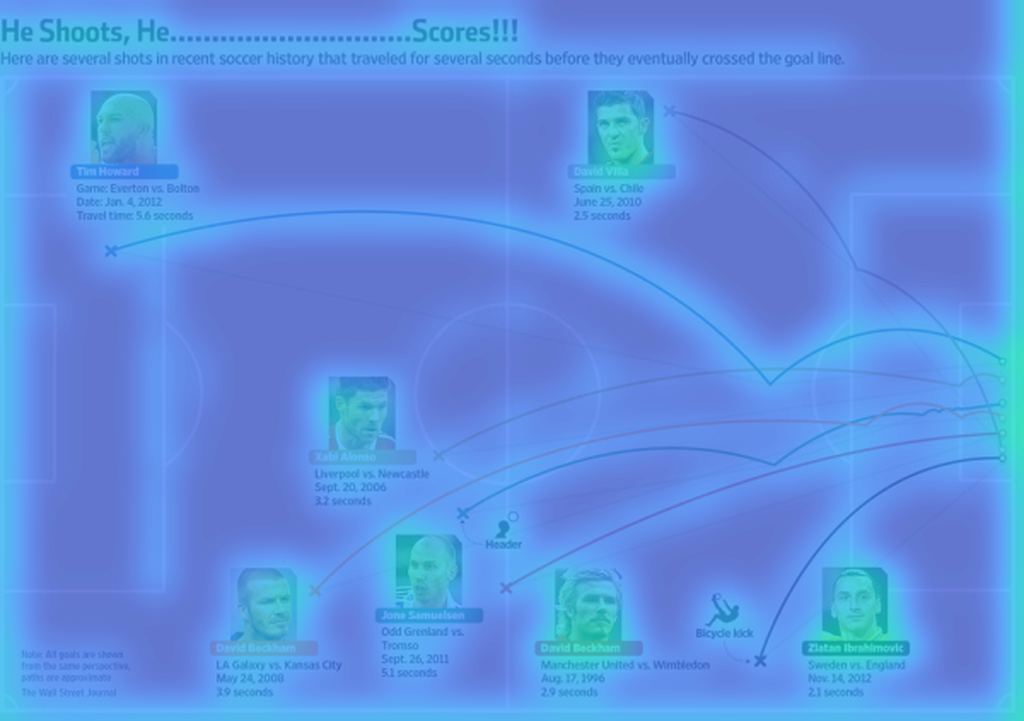 He Shoots, He.............................Scores!!!
Here are several shots in recent soccer history that traveled for several seconds before they eventually crossed the goal line.
Tim Howard
Game: Everton vs. Bolton
Date: Jan. 4, 2012
Travel time: 5.6 seconds
David Villa
Spain vs. Chile
June 25, 2010
2.5 seconds
Xabi Alonso
Liverpool vs. Newcastle
Sept. 20, 2006
3.2 seconds
Header
David Beckham
LA Galaxy vs. Kansas City
May 24, 2008
3.9 seconds
Jone Samuelsen
Odd Grenland vs.
Tromso
Sept. 26, 2011
5.1 seconds
David Beckham
Manchester United vs. Wimbledon
Aug. 17, 1996
2.9 seconds
Bicycle kick
Zlatan Ibrahimovic
Sweden vs. England
Nov. 14, 2012
2.1 seconds
Note: All goals are shown
from the same perspective,
paths are approximate
The Wall Street Journal